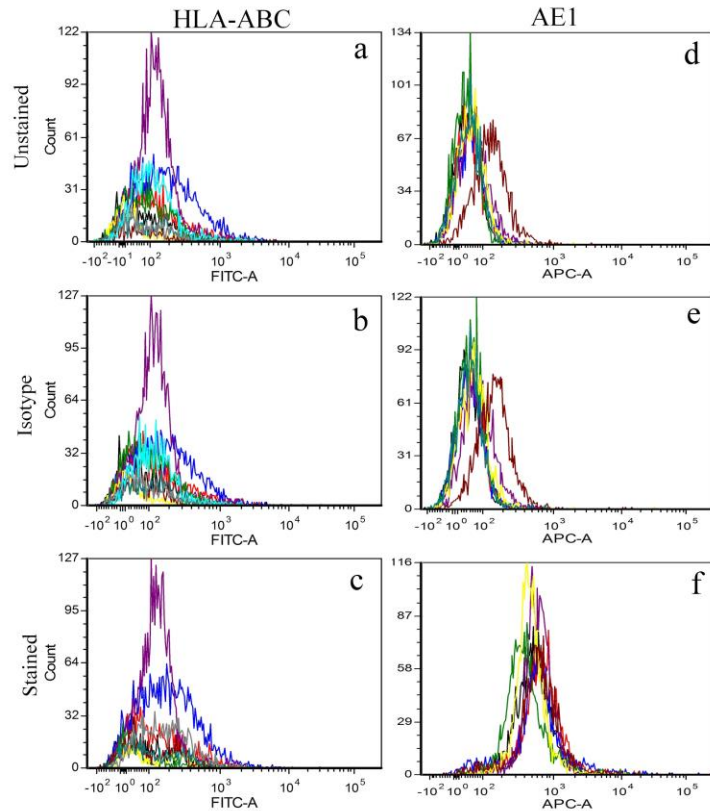 HLA-ABC
AE1
Unstained
a
Count
122
92
61
31
0
-10² -10¹ 10² 10³ 10⁴ 10⁵
FITC-A
d
134
101
67
34
0
-10² 10⁰ 10² 10³ 10⁴ 10⁵
APC-A
Isotype
b
Count
127
95
64
32
0
-10² 10⁰ 10² 10³ 10⁴ 10⁵
FITC-A
e
122
92
61
31
0
-10² 10⁰ 10² 10³ 10⁴ 10⁵
APC-A
Stained
c
Count
127
95
64
32
0
-10² 10⁰ 10² 10³ 10⁴ 10⁵
FITC-A
f
116
87
58
29
0
-10² 10⁰ 10² 10³ 10⁴ 10⁵
APC-A